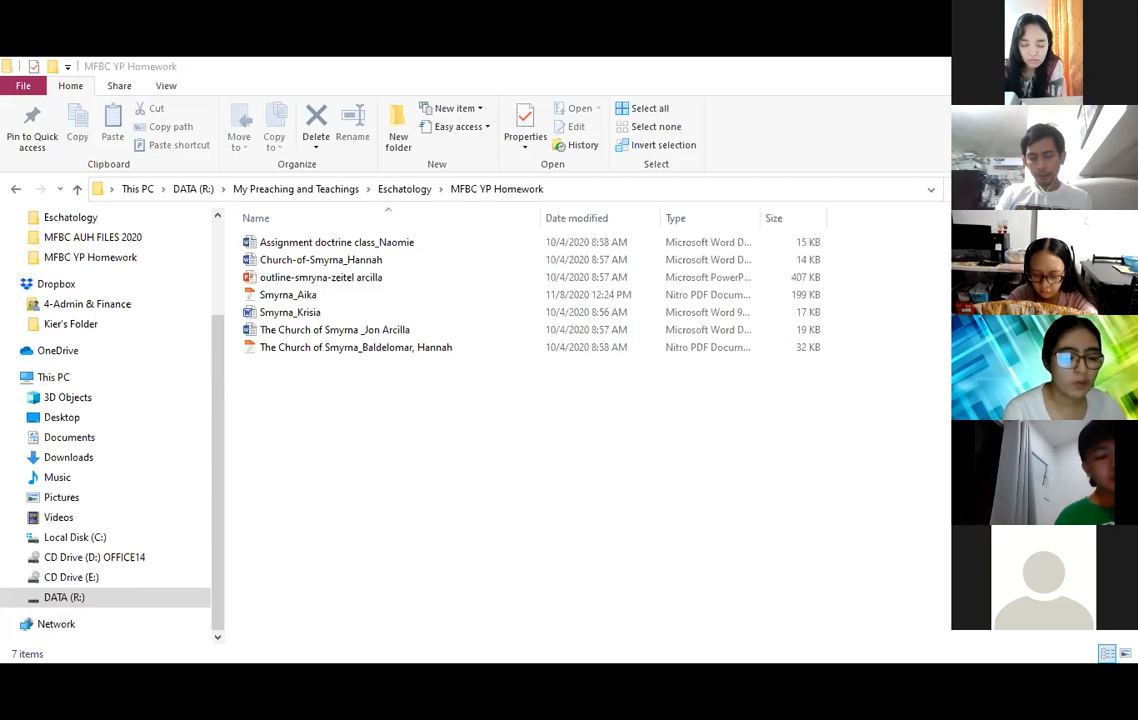 MFBC YP Homework
File Home Share View
Pin to Quick access
Copy
Paste
Cut
Copy path
Paste shortcut
Clipboard
Move to
Copy to
Delete
Rename
Organize
New folder
New item
Easy access
New
Properties
Open
Edit
History
Open
Select all
Select none
Invert selection
Select
This PC > DATA (R:) > My Preaching and Teachings > Eschatology > MFBC YP Homework
Eschatology
MFBC AUH FILES 2020
MFBC YP Homework
Dropbox
4-Admin & Finance
Kier's Folder
OneDrive
This PC
3D Objects
Desktop
Documents
Downloads
Music
Pictures
Videos
Local Disk (C:)
CD Drive (D:) OFFICE14
CD Drive (E:)
DATA (R:)
Network
Name Date modified Type Size
Assignment doctrine class_Naomie 10/4/2020 8:58 AM Microsoft Word D... 15 KB
Church-of-Smyrna_Hannah 10/4/2020 8:57 AM Microsoft Word D... 14 KB
outline-smryna-zeitel arcilla 10/4/2020 8:57 AM Microsoft PowerP... 407 KB
Smyrna_Aika 11/8/2020 12:24 PM Nitro PDF Docum... 199 KB
Smyrna_Krisia 10/4/2020 8:56 AM Microsoft Word 9... 17 KB
The Church of Smyrna _Jon Arcilla 10/4/2020 8:57 AM Microsoft Word D... 19 KB
The Church of Smyrna_Baldelomar, Hannah 10/4/2020 8:58 AM Nitro PDF Docum... 32 KB
7 items